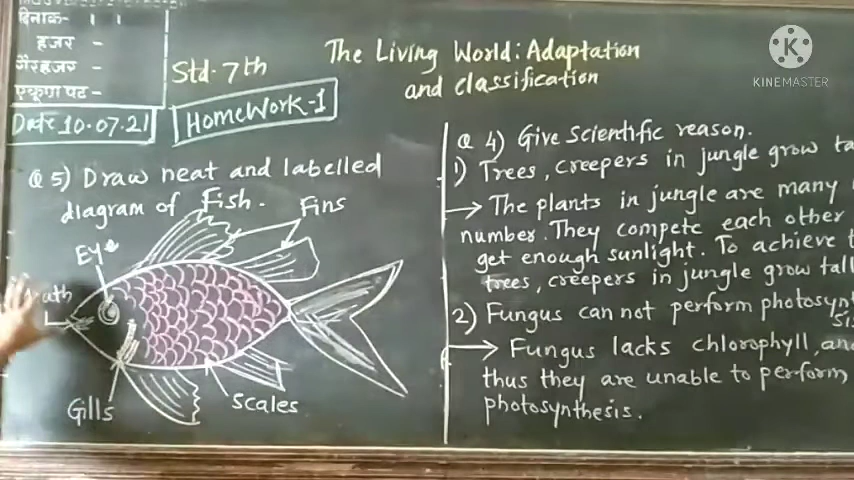 दिनांक-
हजर -
गैरहजर -
एकूण पट -
Date 10.07.21
Std. 7th
HomeWork-1
The Living World: Adaptation
and classification
KINEMASTER
Q 5) Draw neat and labelled
diagram of Fish.
Fins
Eye
Gills
Scales
Q 4) Give Scientific reason.
1) Trees, creepers in jungle grow
→ The plants in jungle are many
number. They compete each other
get enough sunlight. To achieve
trees, creepers in jungle grow tall
2) Fungus can not perform photosyn
sis
→ Fungus lacks chlorophyll, and
thus they are unable to perform
photosynthesis.